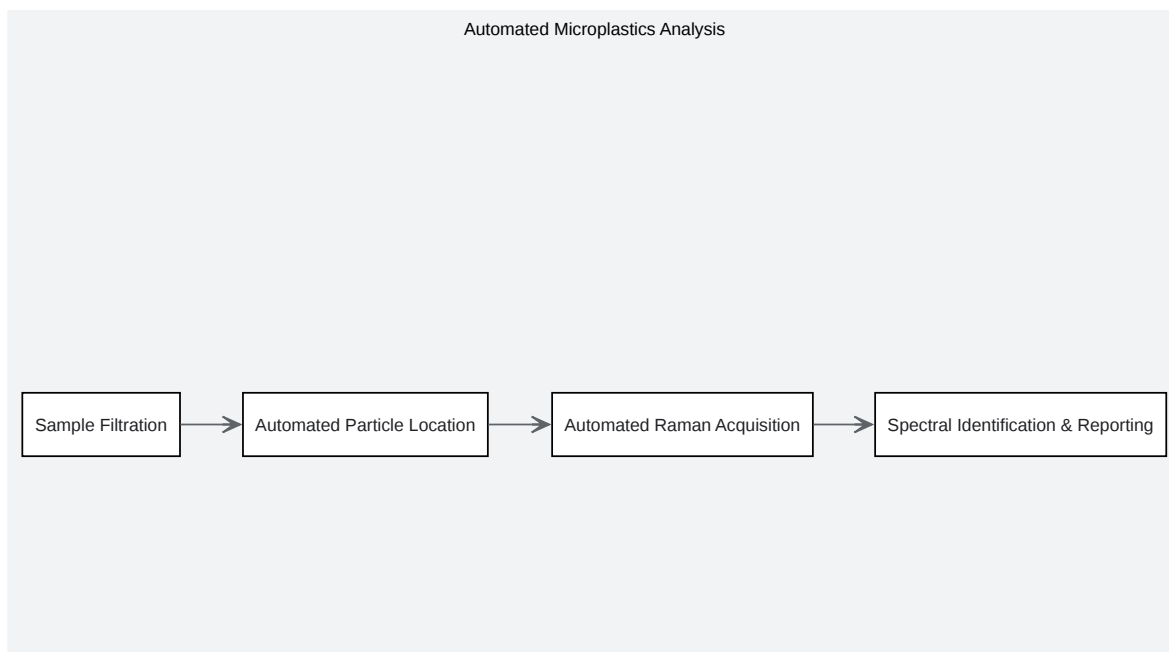 Automated Microplastics Analysis
Sample Filtration
Automated Particle Location
Automated Raman Acquisition
Spectral Identification & Reporting